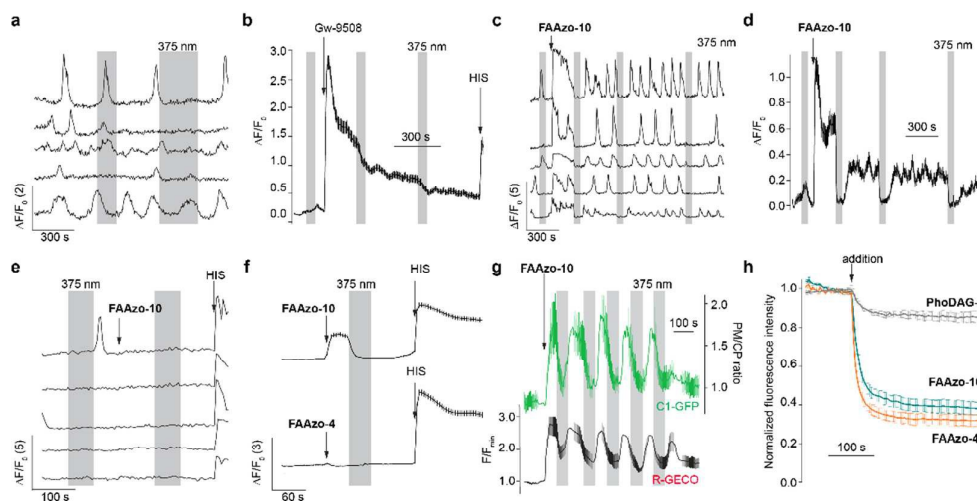 a
375 nm
ΔF/F0 (2)
300 s
b
Gw-9508
375 nm
HIS
ΔF/F0
3.0
2.5
2.0
1.5
1.0
0.5
0.0
300 s
c
FAAzo-10
375 nm
ΔF/F0 (5)
300 s
d
FAAzo-10
375 nm
ΔF/F0
1.0
0.8
0.6
0.4
0.2
0.0
300 s
e
375 nm
HIS
FAAzo-10
ΔF/F0 (5)
100 s
f
375 nm
HIS
FAAzo-10
HIS
FAAzo-4
ΔF/F0 (3)
60 s
g
FAAzo-10
375 nm
100 s
2.0
1.5
1.0
PM/CP ratio
C1-GFP
F/Fmin
3.0
2.0
1.0
R-GECO
h
addition
Normalized fluorescence intensity
1.0
0.8
0.6
0.4
0.2
0.0
PhoDAG-
FAAzo-10
FAAzo-4
100 s